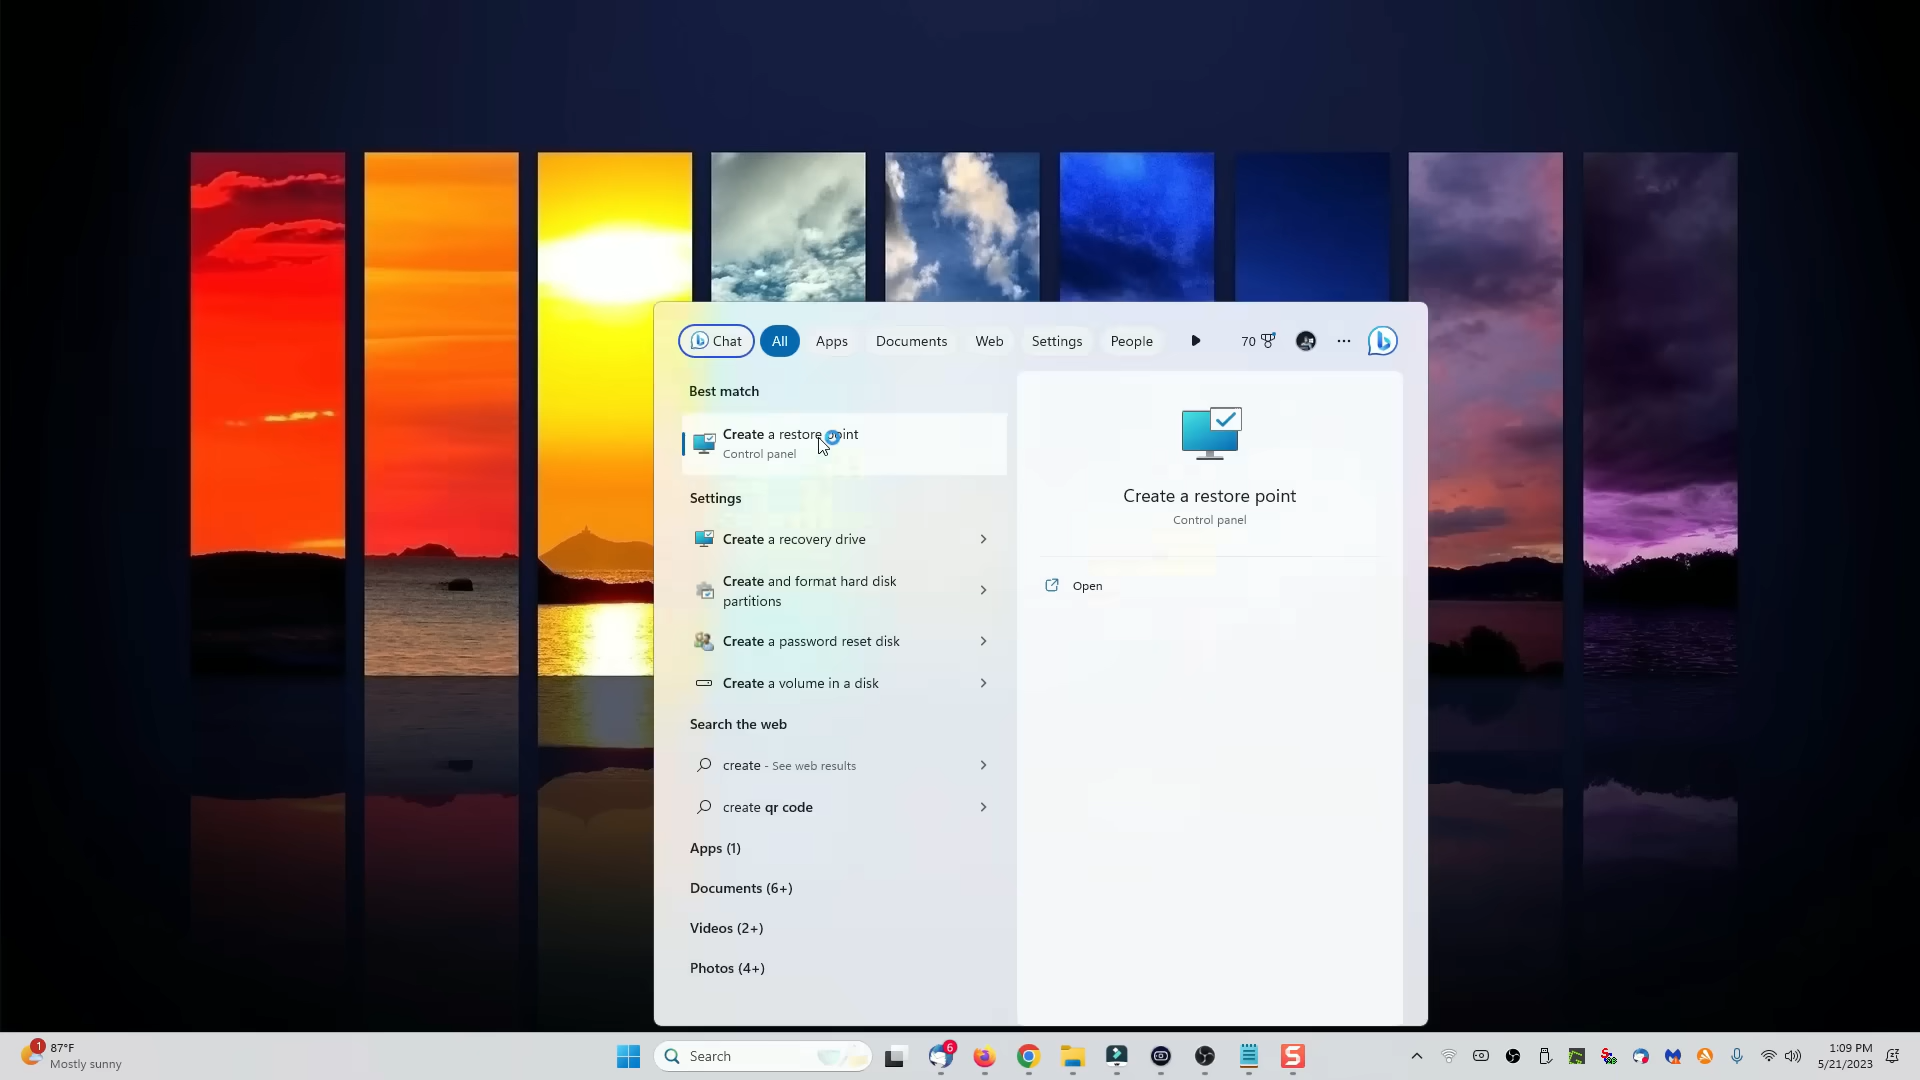 Chat
All
Apps
Documents
Web
Settings
People
70
Best match
Create a restore point
Control panel
Settings
Create a recovery drive
Create and format hard disk
partitions
Create a password reset disk
Create a volume in a disk
Search the web
create - See web results
create qr code
Apps (1)
Documents (6+)
Videos (2+)
Photos (4+)
Create a restore point
Control panel
Open
1
87°F
Mostly sunny
Search
6
S
1:09 PM
5/21/2023